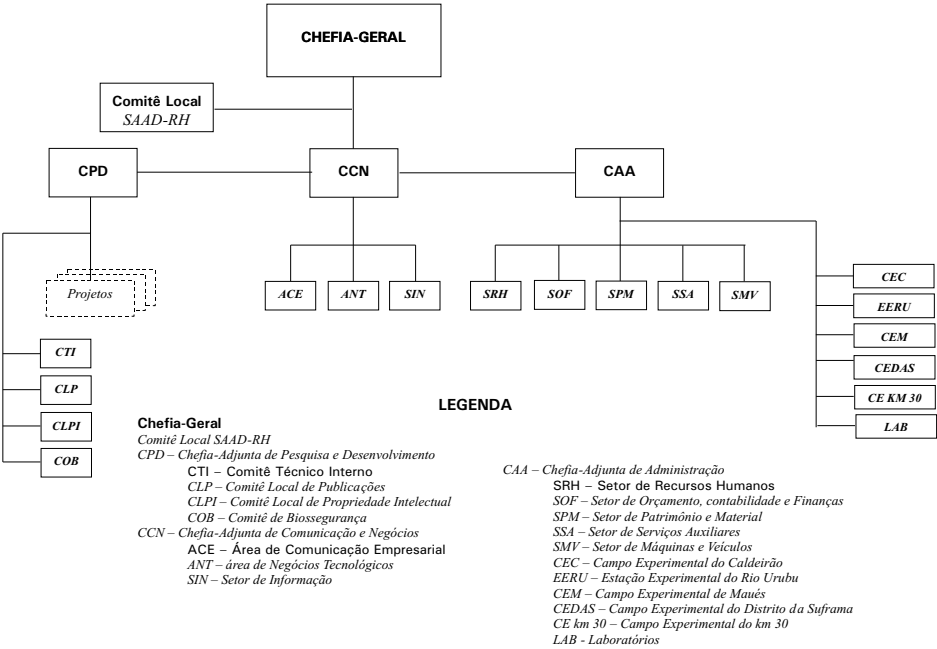 CHEFIA-GERAL
Comitê Local
SAAD-RH
CPD
CCN
CAA
Projetos
ACE
ANT
SIN
SRH
SOF
SPM
SSA
SMV
CEC
EERU
CEM
CEDAS
CE KM 30
LAB
CTI
CLP
CLPI
COB
LEGENDA
Chefia-Geral
Comitê Local SAAD-RH
CPD – Chefia-Adjunta de Pesquisa e Desenvolvimento
CTI – Comitê Técnico Interno
CLP – Comitê Local de Publicações
CLPI – Comitê Local de Propriedade Intelectual
COB – Comitê de Biossegurança
CCN – Chefia-Adjunta de Comunicação e Negócios
ACE – Área de Comunicação Empresarial
ANT – área de Negócios Tecnológicos
SIN – Setor de Informação
CAA – Chefia-Adjunta de Administração
SRH – Setor de Recursos Humanos
SOF – Setor de Orçamento, contabilidade e Finanças
SPM – Setor de Patrimônio e Material
SSA – Setor de Serviços Auxiliares
SMV – Setor de Máquinas e Veículos
CEC – Campo Experimental do Caldeirão
EERU – Estação Experimental do Rio Urubu
CEM – Campo Experimental de Maués
CEDAS – Campo Experimental do Distrito da Suframa
CE km 30 – Campo Experimental do km 30
LAB - Laboratórios